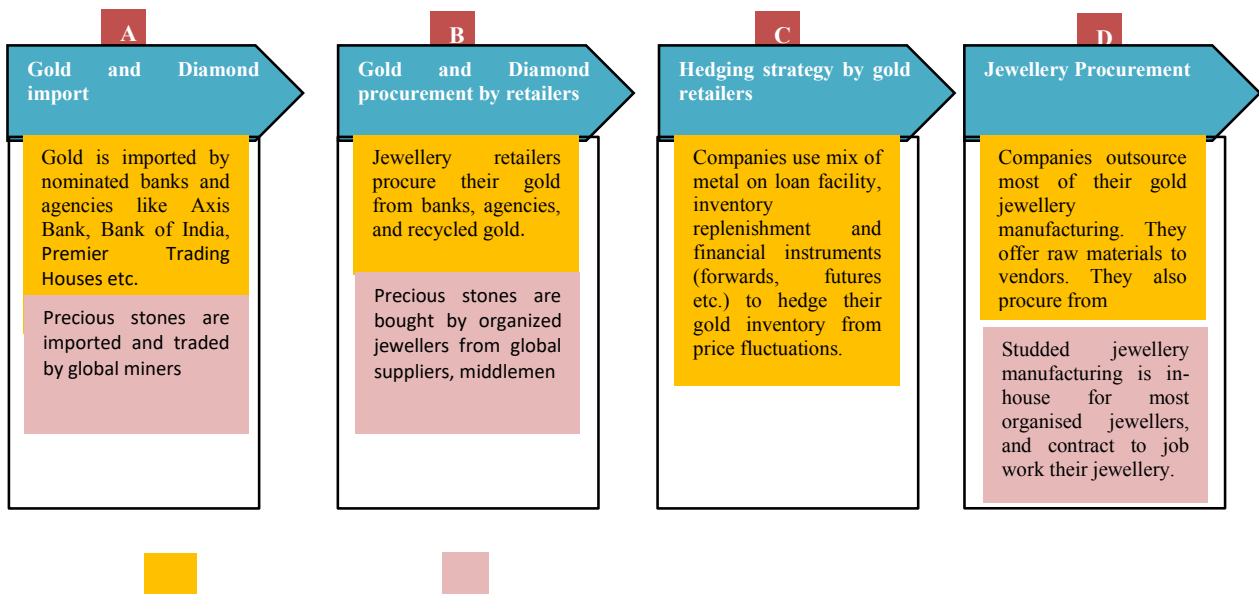 A
Gold and Diamond
import
Gold is imported by
nominated banks and
agencies like Axis
Bank, Bank of India,
Premier Trading
Houses etc.
Precious stones are
imported and traded
by global miners
B
Gold and Diamond
procurement by retailers
Jewellery retailers
procure their gold
from banks, agencies,
and recycled gold.
Precious stones are
bought by organized
jewellers from global
suppliers, middlemen
C
Hedging strategy by gold
retailers
Companies use mix of
metal on loan facility,
inventory
replenishment and
financial instruments
(forwards, futures
etc.) to hedge their
gold inventory from
price fluctuations.
D
Jewellery Procurement
Companies outsource
most of their gold
jewellery
manufacturing. They
offer raw materials to
vendors. They also
procure from
Studded jewellery
manufacturing is in-
house for most
organised jewellers,
and contract to job
work their jewellery.